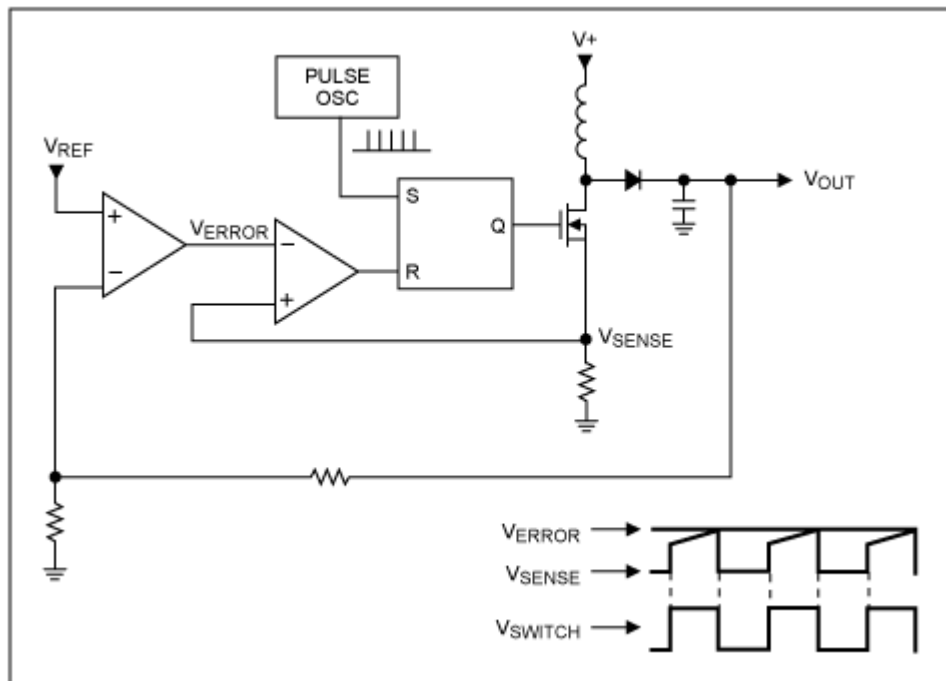 V+
PULSE
OSC
VREF
+
−
VERROR
−
+
S
R
Q
VOUT
VSENSE
VERROR
VSENSE
VSWITCH